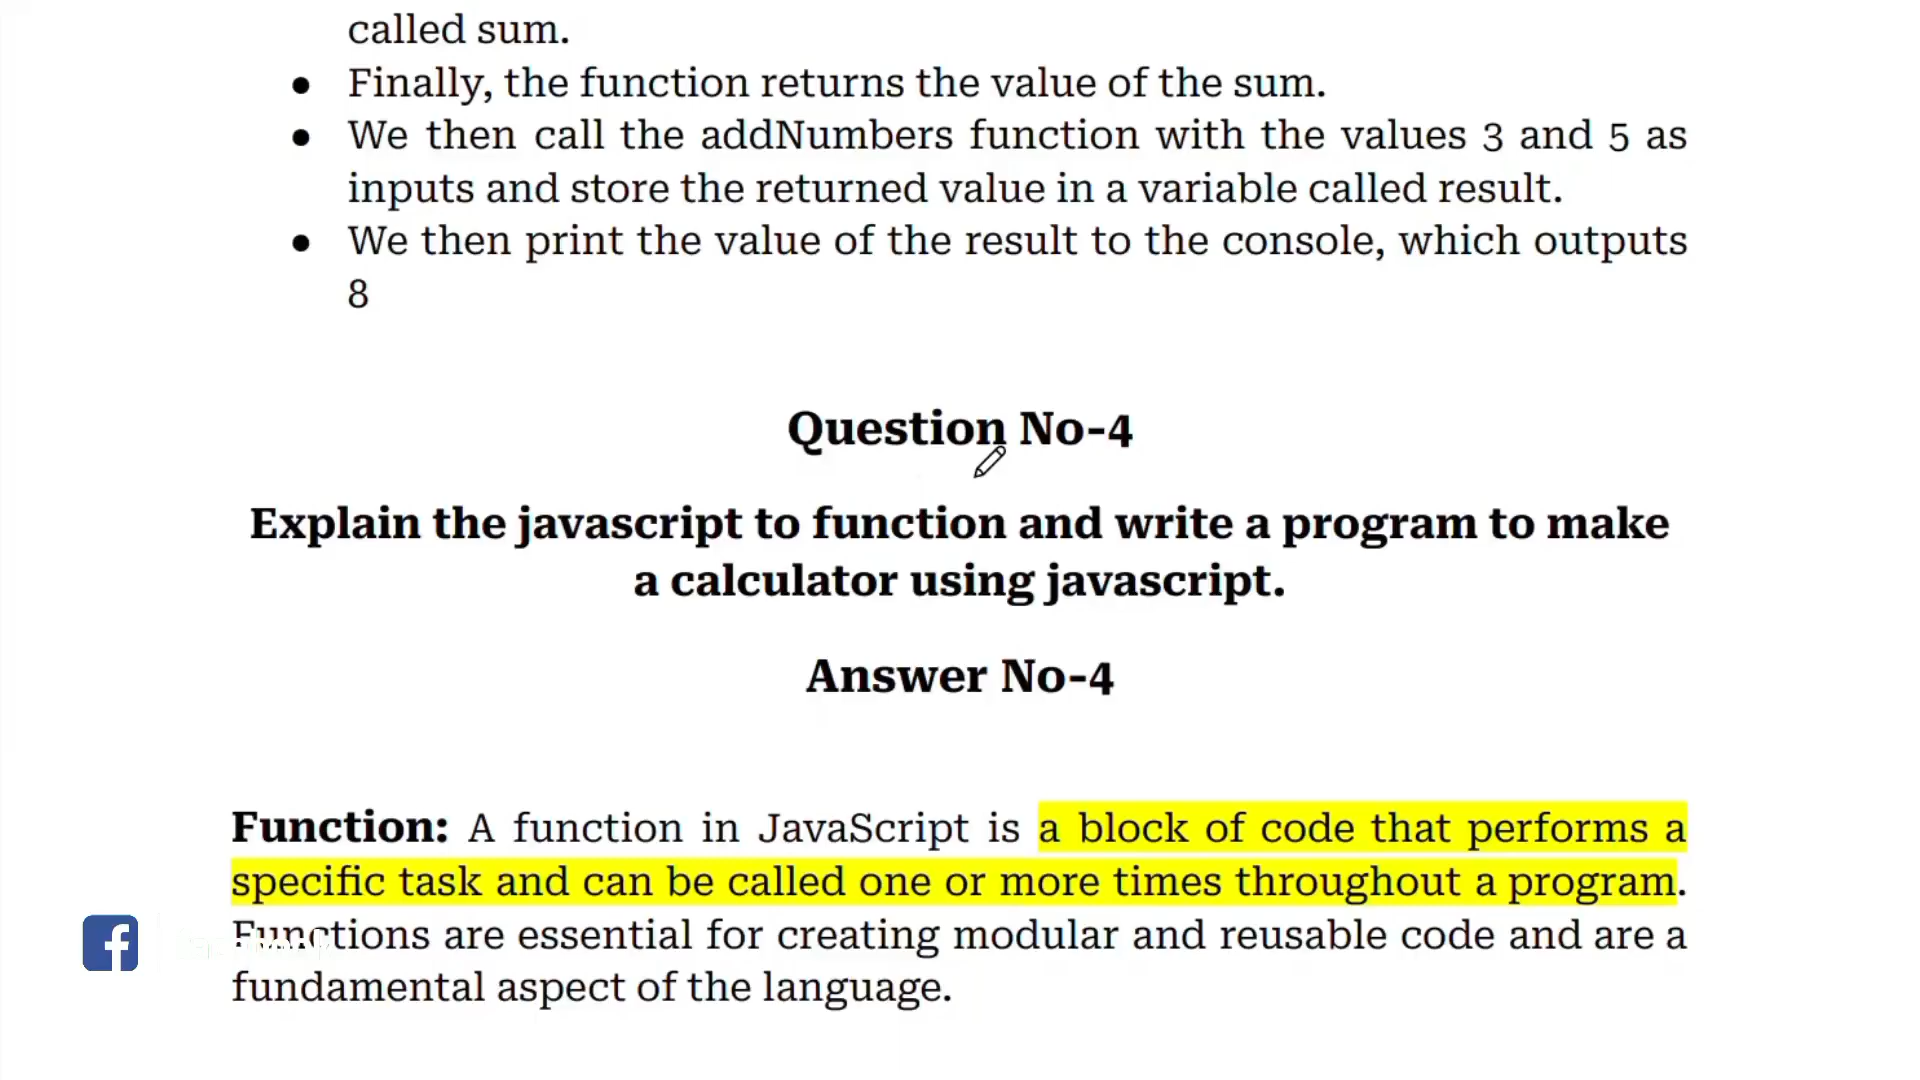 called sum.
● Finally, the function returns the value of the sum.
● We then call the addNumbers function with the values 3 and 5 as
inputs and store the returned value in a variable called result.
● We then print the value of the result to the console, which outputs
8
Question No-4
Explain the javascript to function and write a program to make
a calculator using javascript.
Answer No-4
Function: A function in JavaScript is a block of code that performs a
specific task and can be called one or more times throughout a program.
Functions are essential for creating modular and reusable code and are a
fundamental aspect of the language.